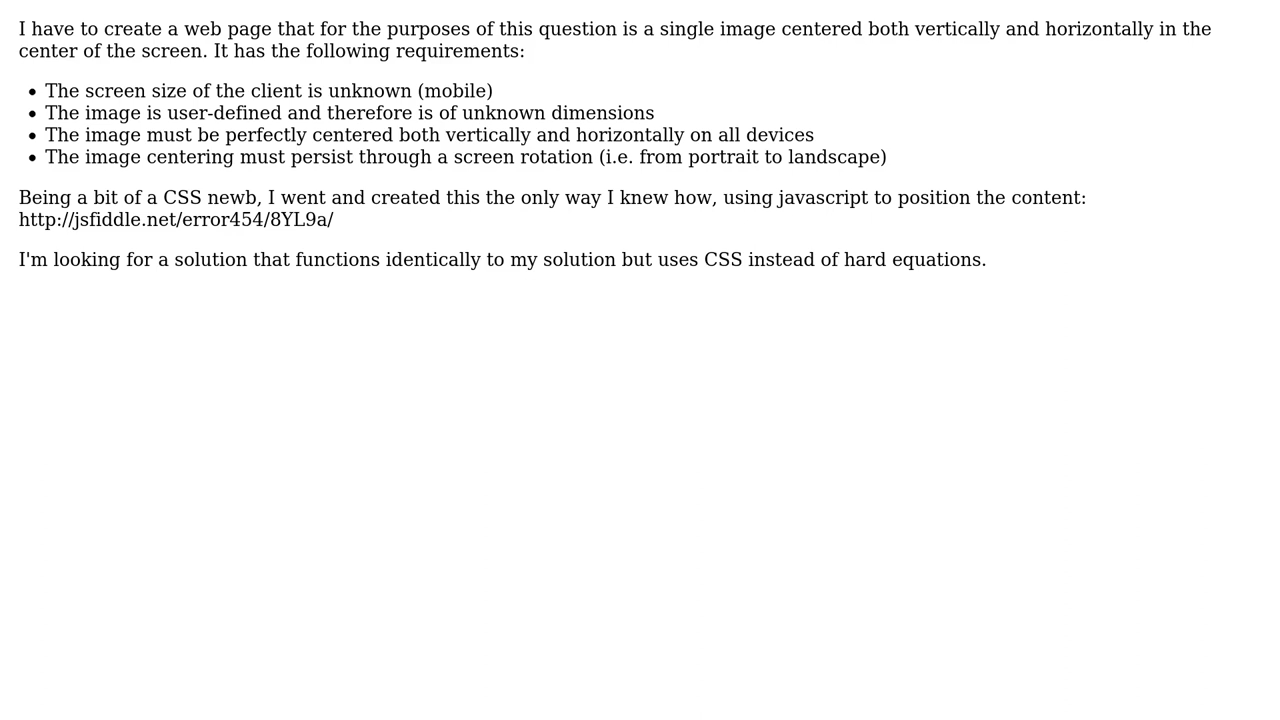 I have to create a web page that for the purposes of this question is a single image centered both vertically and horizontally in the
center of the screen. It has the following requirements:
• The screen size of the client is unknown (mobile)
• The image is user-defined and therefore is of unknown dimensions
• The image must be perfectly centered both vertically and horizontally on all devices
• The image centering must persist through a screen rotation (i.e. from portrait to landscape)
Being a bit of a CSS newb, I went and created this the only way I knew how, using javascript to position the content:
http://jsfiddle.net/error454/8YL9a/
I'm looking for a solution that functions identically to my solution but uses CSS instead of hard equations.